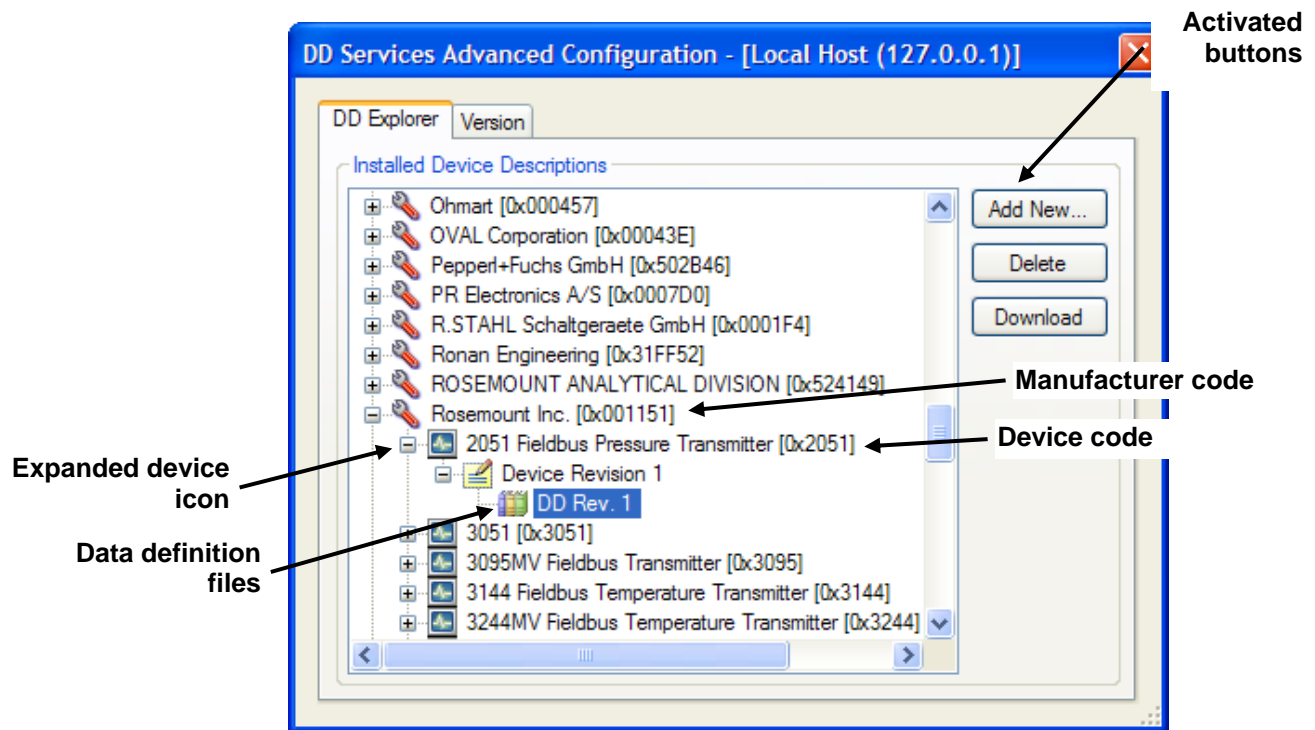 Activated
buttons
DD Services Advanced Configuration - [Local Host (127.0.0.1)]
DD Explorer
Version
Installed Device Descriptions
Ohmart [0x000457]
OVAL Corporation [0x00043E]
Pepperl+Fuchs GmbH [0x502B46]
PR Electronics A/S [0x0007D0]
R.STAHL Schaltgeraete GmbH [0x0001F4]
Ronan Engineering [0x31FF52]
ROSEMOUNT ANALYTICAL DIVISION [0x524149]
Rosemount Inc. [0x001151]
2051 Fieldbus Pressure Transmitter [0x2051]
Device Revision 1
DD Rev. 1
3051 [0x3051]
3095MV Fieldbus Transmitter [0x3095]
3144 Fieldbus Temperature Transmitter [0x3144]
3244MV Fieldbus Temperature Transmitter [0x3244]
Add New...
Delete
Download
Manufacturer code
Device code
Expanded device
icon
Data definition
files